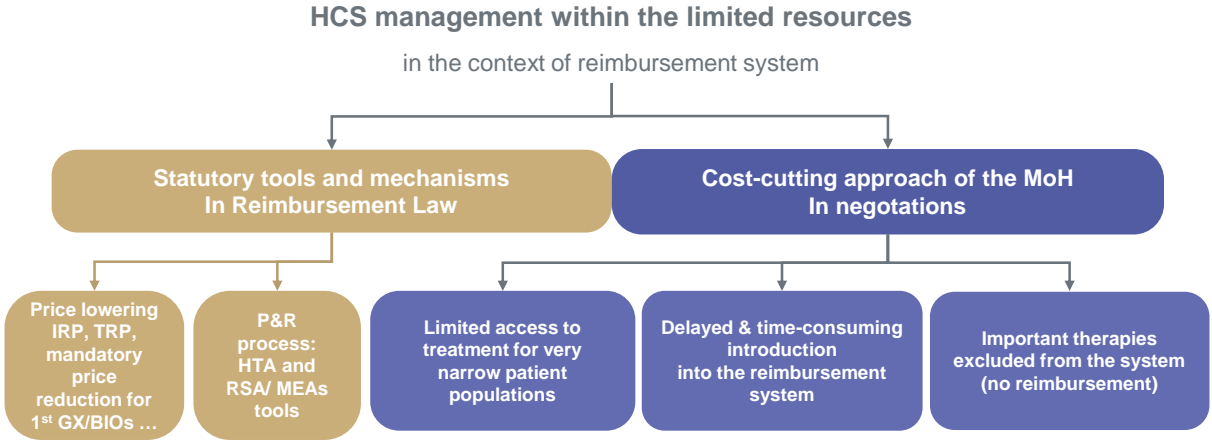 HCS management within the limited resources
in the context of reimbursement system
Statutory tools and mechanisms
In Reimbursement Law
Cost-cutting approach of the MoH
In negotations
Price lowering
IRP, TRP,
mandatory
price
reduction for
1st GX/BIOs ...
P&R
process:
HTA and
RSA/ MEAs
tools
Limited access to
treatment for very
narrow patient
populations
Delayed & time-consuming
introduction
into the reimbursement
system
Important therapies
excluded from the system
(no reimbursement)